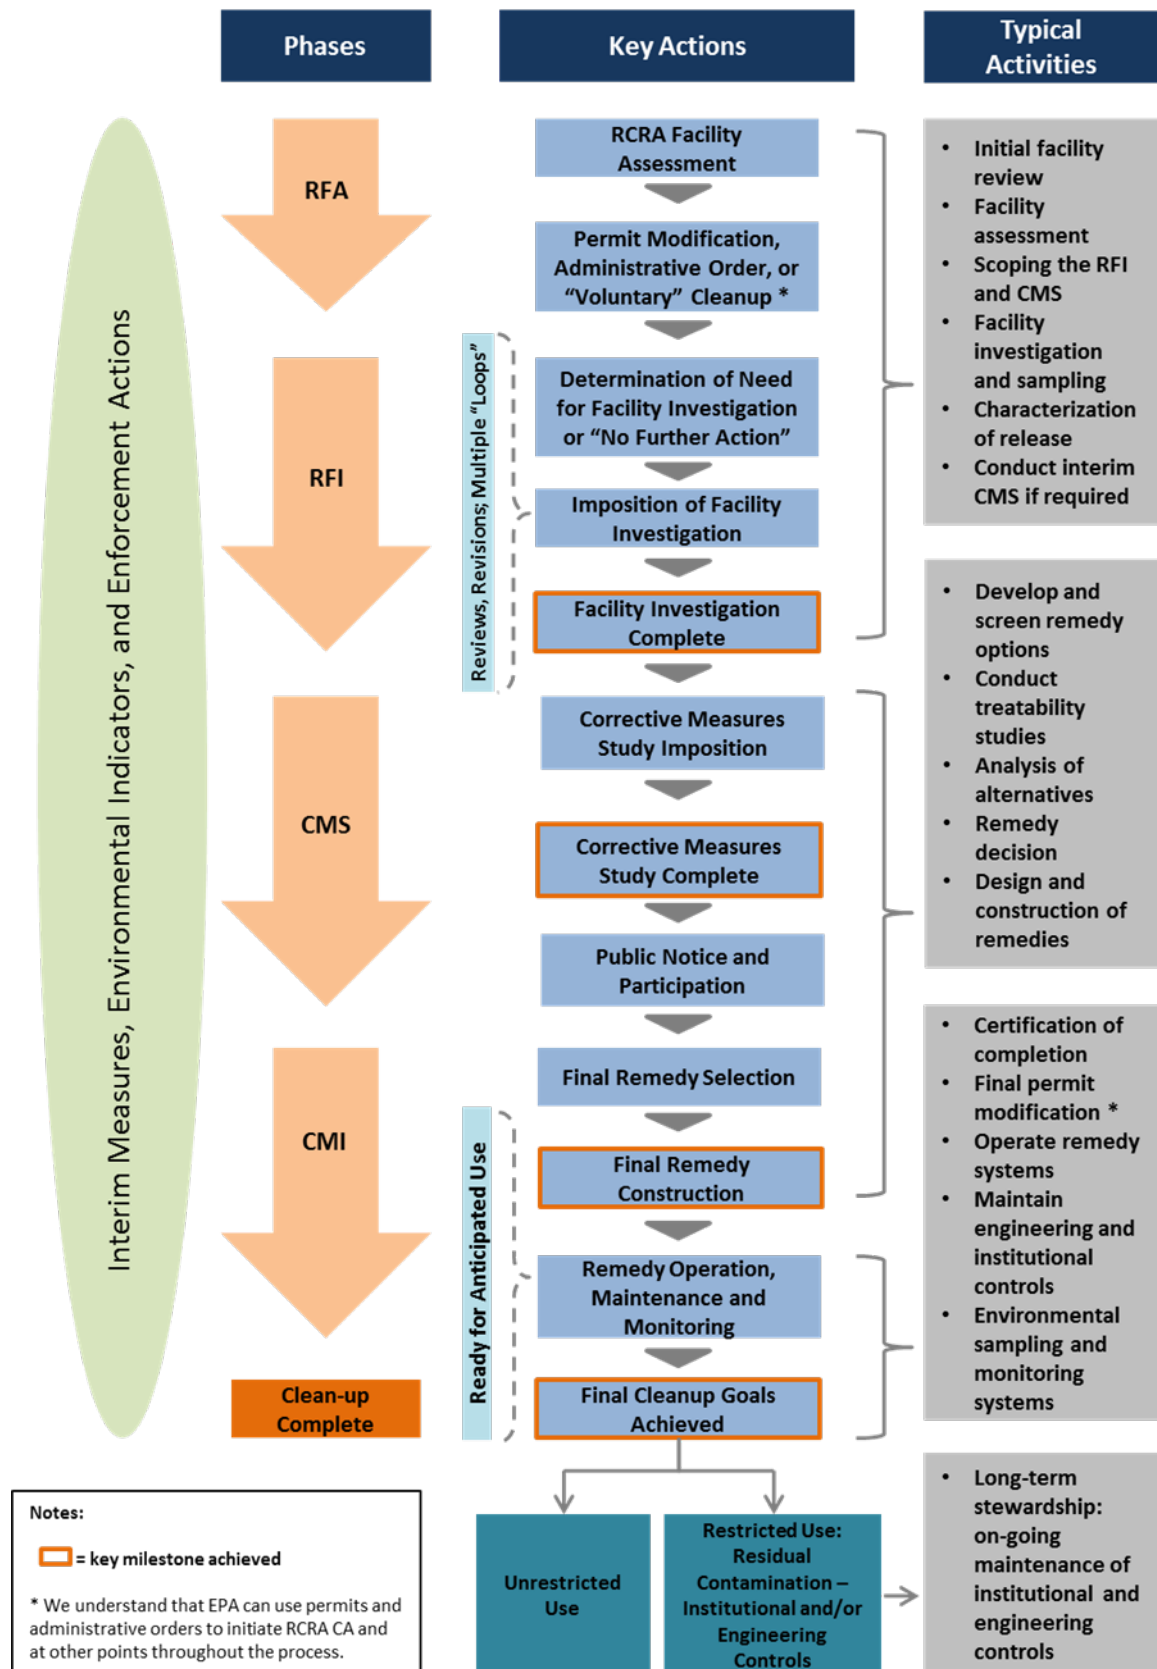 Phases
Key Actions
Typical
Activities
Interim Measures, Environmental Indicators, and Enforcement Actions
RFA
RFI
CMS
CMI
Clean-up
Complete
RCRA Facility
Assessment
Permit Modification,
Administrative Order, or
“Voluntary” Cleanup *
Reviews, Revisions; Multiple “Loops”
Determination of Need
for Facility Investigation
or “No Further Action”
Imposition of Facility
Investigation
Facility Investigation
Complete
Corrective Measures
Study Imposition
Corrective Measures
Study Complete
Public Notice and
Participation
Final Remedy Selection
Ready for Anticipated Use
Final Remedy
Construction
Remedy Operation,
Maintenance and
Monitoring
Final Cleanup Goals
Achieved
Unrestricted
Use
Restricted Use:
Residual
Contamination –
Institutional and/or
Engineering
Controls
• Initial facility
review
• Facility
assessment
• Scoping the RFI
and CMS
• Facility
investigation
and sampling
• Characterization
of release
• Conduct interim
CMS if required
• Develop and
screen remedy
options
• Conduct
treatability
studies
• Analysis of
alternatives
• Remedy
decision
• Design and
construction of
remedies
• Certification of
completion
• Final permit
modification *
• Operate remedy
systems
• Maintain
engineering and
institutional
controls
• Environmental
sampling and
monitoring
systems
• Long-term
stewardship:
on-going
maintenance of
institutional and
engineering
controls
Notes:
= key milestone achieved
* We understand that EPA can use permits and
administrative orders to initiate RCRA CA and
at other points throughout the process.